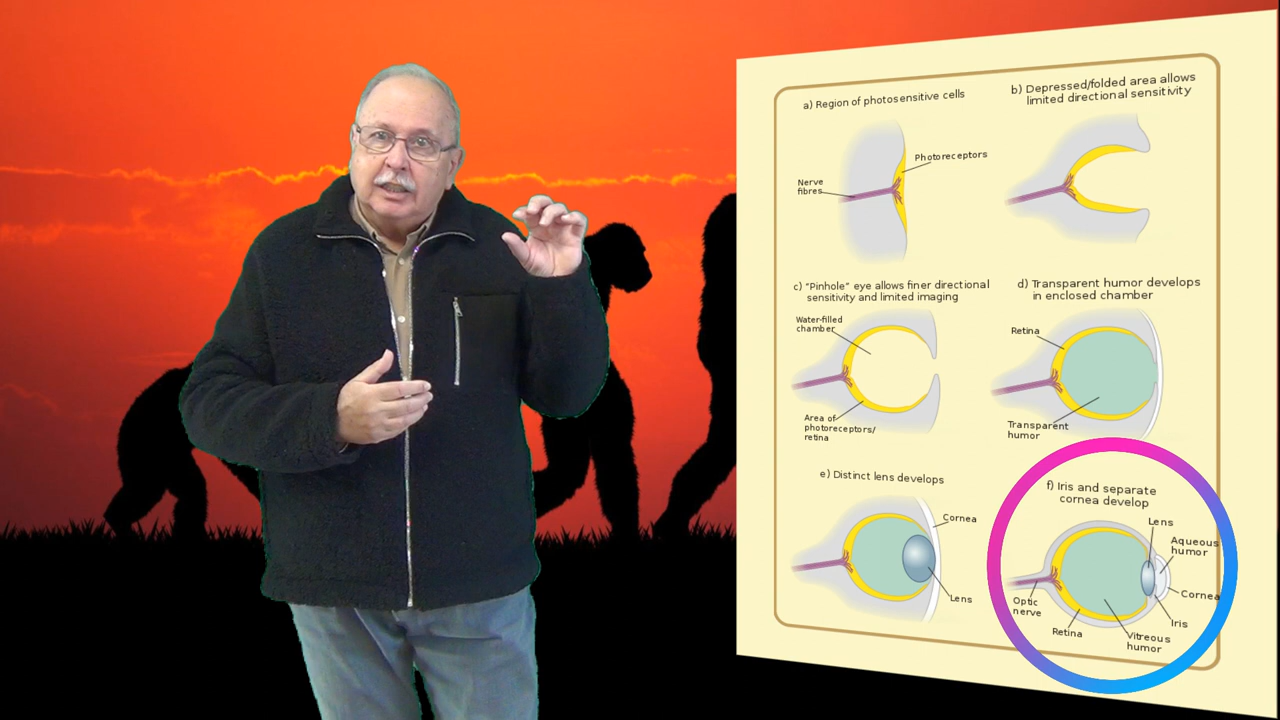 a) Region of photosensitive cells
Photoreceptors
Nerve
fibres
b) Depressed/folded area allows
limited directional sensitivity
c) "Pinhole" eye allows finer directional
sensitivity and limited imaging
Water-filled
chamber
Area of
photoreceptors/
retina
d) Transparent humor develops
in enclosed chamber
Retina
Transparent
humor
e) Distinct lens develops
Cornea
Lens
f) Iris and separate
cornea develop
Lens
Aqueous
humor
Cornea
Iris
Vitreous
humor
Retina
Optic
nerve